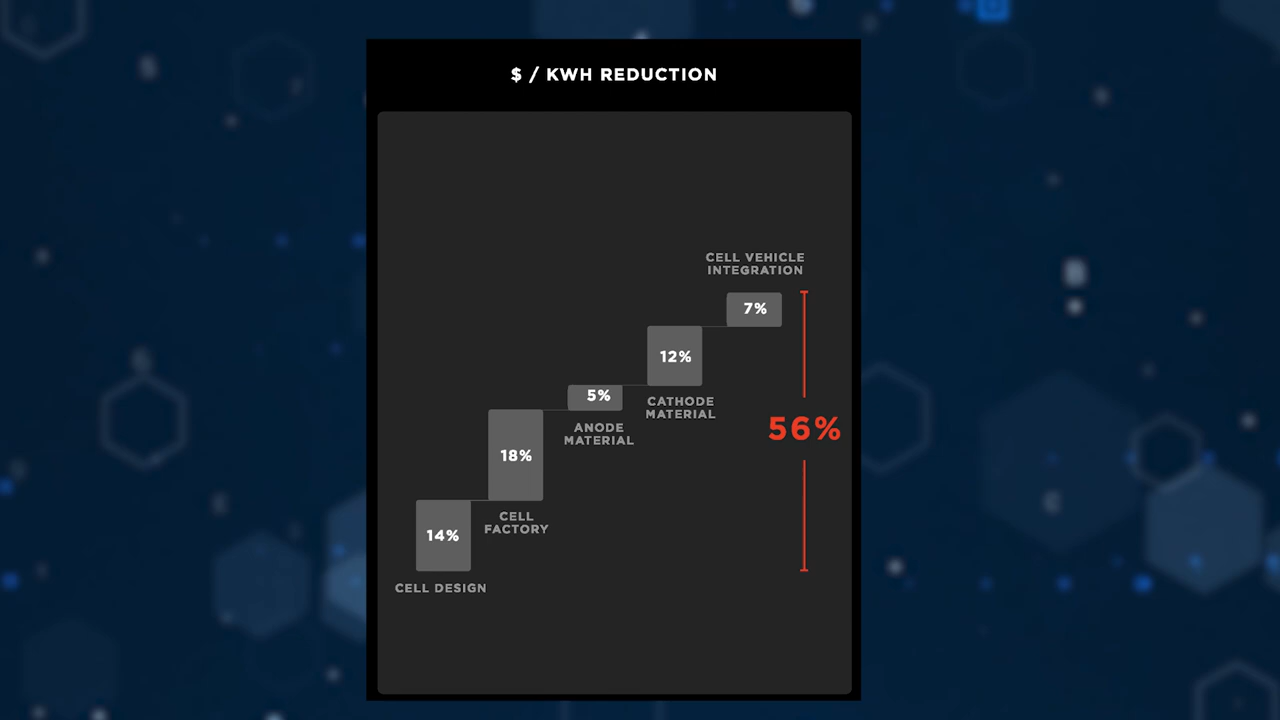 $ / KWH REDUCTION
CELL VEHICLE
INTEGRATION
7%
12%
5%
CATHODE
MATERIAL
ANODE
MATERIAL
56%
18%
CELL
FACTORY
14%
CELL DESIGN